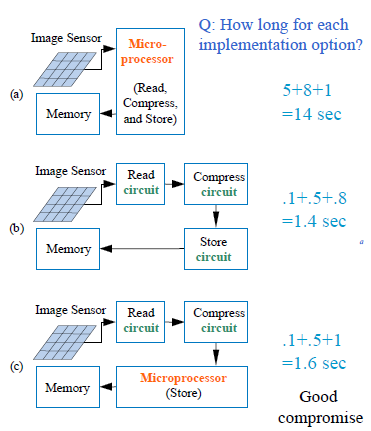 Q: How long for each
implementation option?
Image Sensor
Micro-
processor
(Read,
Compress,
and Store)
Memory
(a)
5+8+1
=14 sec
Image Sensor
Read
circuit
Compress
circuit
Store
circuit
Memory
(b)
.1+.5+.8
=1.4 sec
a
Image Sensor
Read
circuit
Compress
circuit
Microprocessor
(Store)
Memory
(c)
.1+.5+1
=1.6 sec
Good
compromise